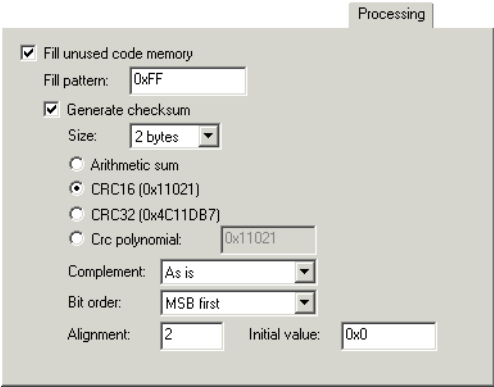 Processing
Fill unused code memory
Fill pattern: 0xFF
Generate checksum
Size: 2 bytes
Arithmetic sum
CRC16 (0x11021)
CRC32 (0x4C11DB7)
Crc polynomial: 0x11021
Complement: As is
Bit order: MSB first
Alignment: 2 Initial value: 0x0